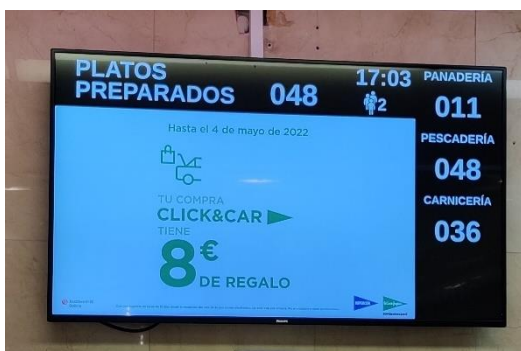 PLATOS
PREPARADOS
048
17:03
2
PANADERÍA
011
PESCADERÍA
048
CARNICERÍA
036
Hasta el 4 de mayo de 2022
TU COMPRA
CLICK&CAR
TIENE
8€
DE REGALO